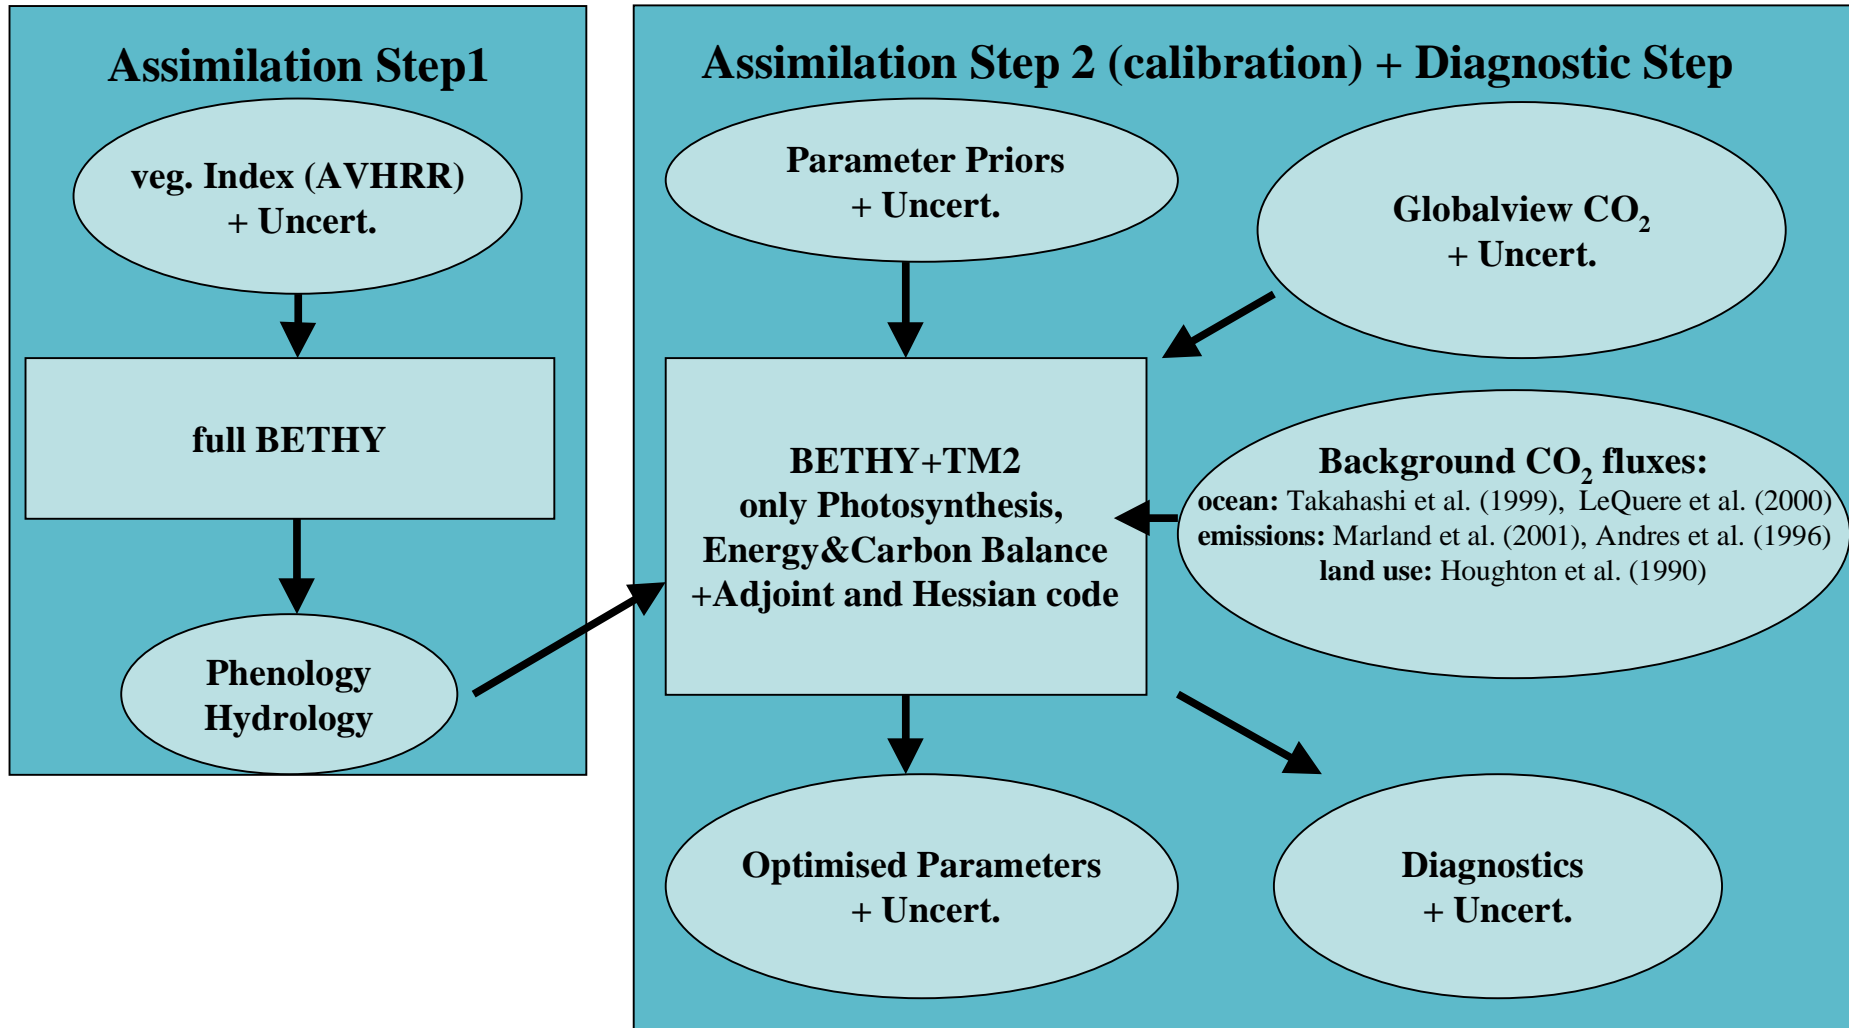 Assimilation Step1
veg. Index (AVHRR)
+ Uncert.
full BETHY
Phenology
Hydrology
Assimilation Step 2 (calibration) + Diagnostic Step
Parameter Priors
+ Uncert.
Globalview CO₂
+ Uncert.
BETHY+TM2
only Photosynthesis,
Energy&Carbon Balance
+Adjoint and Hessian code
Background CO₂ fluxes:
ocean: Takahashi et al. (1999), LeQuere et al. (2000)
emissions: Marland et al. (2001), Andres et al. (1996)
land use: Houghton et al. (1990)
Optimised Parameters
+ Uncert.
Diagnostics
+ Uncert.